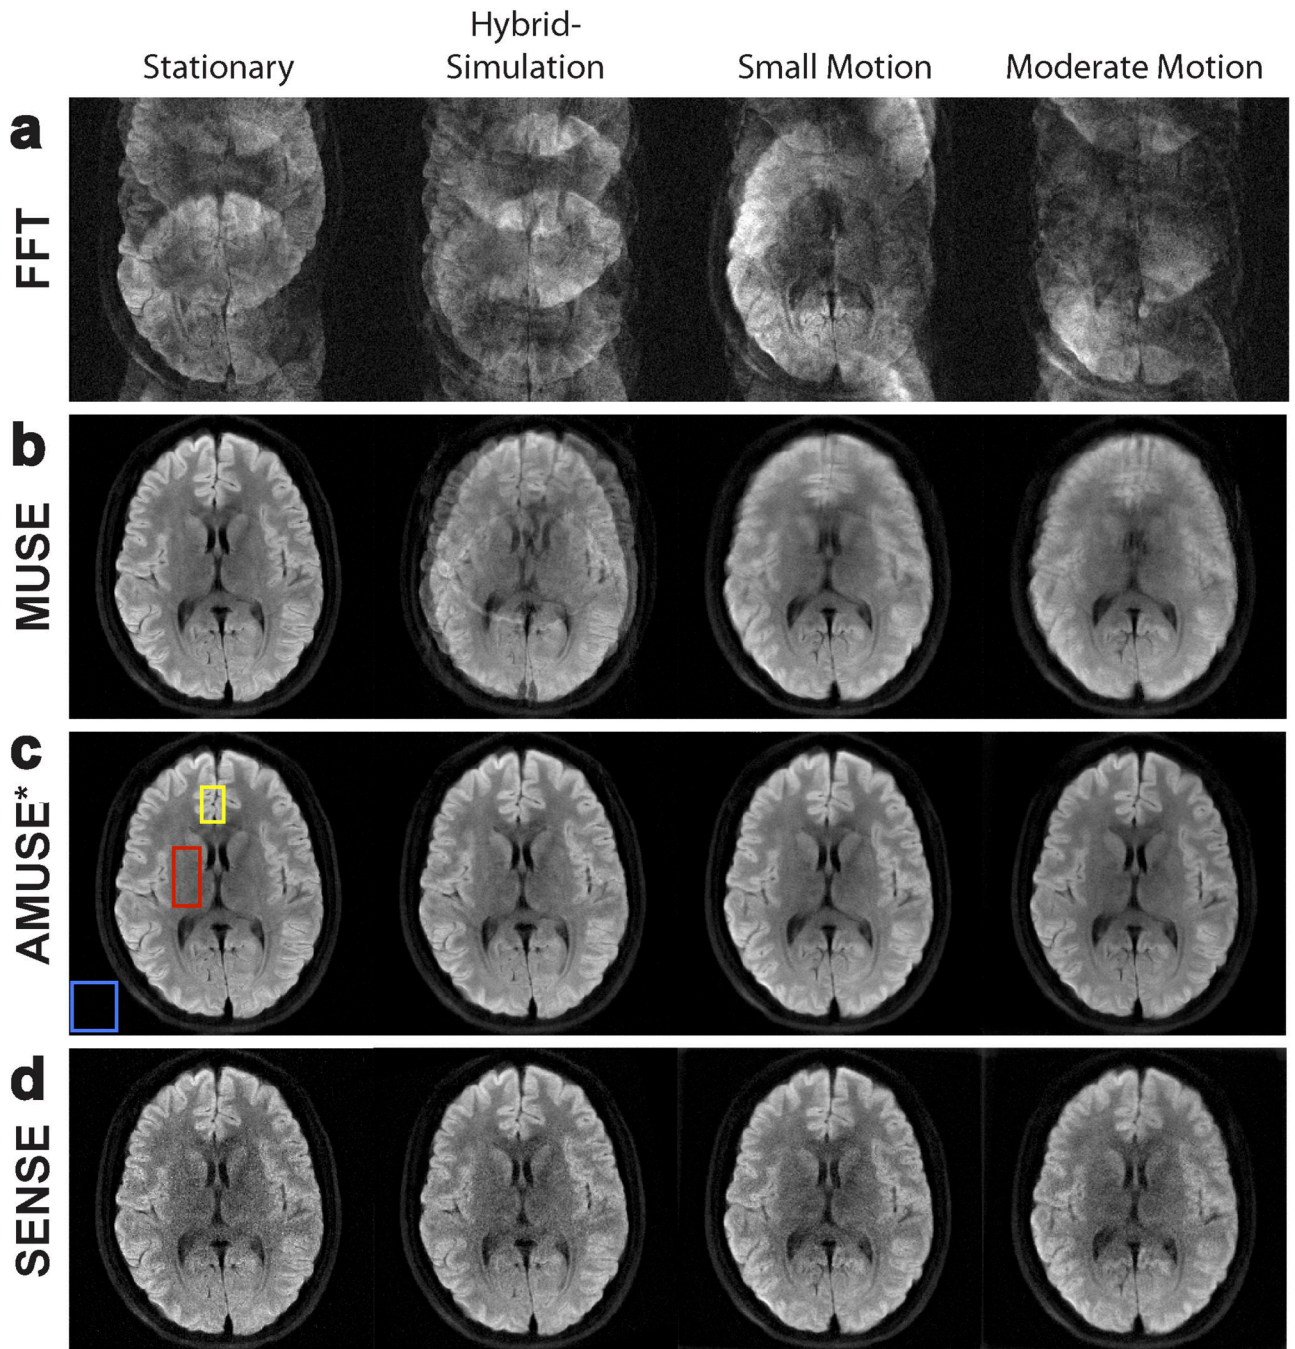 Hybrid-
Stationary Simulation Small Motion Moderate Motion
a
FFT
b
MUSE
c
AMUSE*
d
SENSE